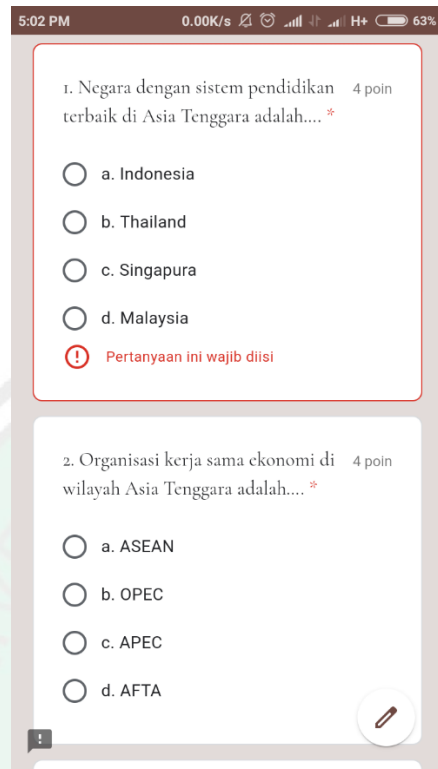 5:02 PM 0.00K/s H+ 63%
1. Negara dengan sistem pendidikan 4 poin
terbaik di Asia Tenggara adalah.... *
a. Indonesia
b. Thailand
c. Singapura
d. Malaysia
! Pertanyaan ini wajib diisi
2. Organisasi kerja sama ekonomi di 4 poin
wilayah Asia Tenggara adalah.... *
a. ASEAN
b. OPEC
c. APEC
d. AFTA
!